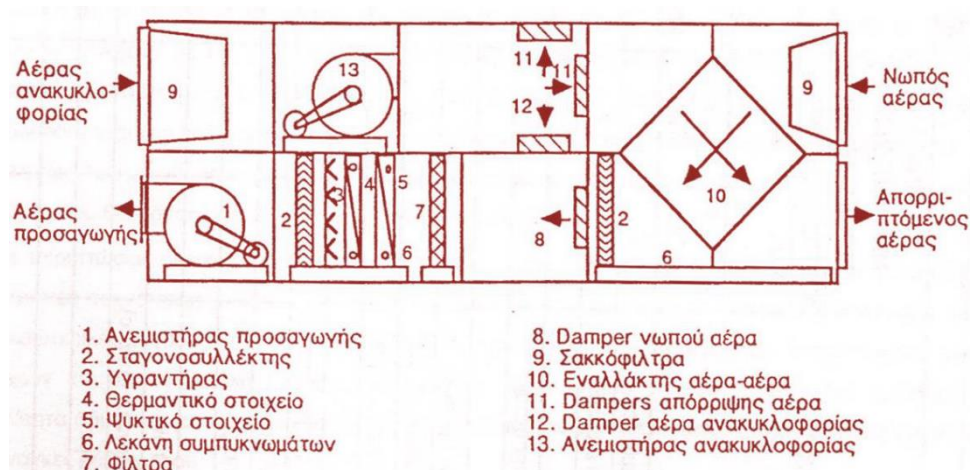 11
11
13
Αέρας
ανακυκλο-
φορίας
9
12
9
Νωπός
αέρας
Αέρας
προσαγωγής
1
2
3
4
5
6
7
8
2
10
6
Απορρι-
πτόμενος
αέρας
1. Ανεμιστήρας προσαγωγής
2. Σταγονοσυλλέκτης
3. Υγραντήρας
4. Θερμαντικό στοιχείο
5. Ψυκτικό στοιχείο
6. Λεκάνη συμπυκνωμάτων
7. Φίλτρα
8. Damper νωπού αέρα
9. Σακκόφιλτρα
10. Εναλλάκτης αέρα-αέρα
11. Dampers απόρριψης αέρα
12. Damper αέρα ανακυκλοφορίας
13. Ανεμιστήρας ανακυκλοφορίας